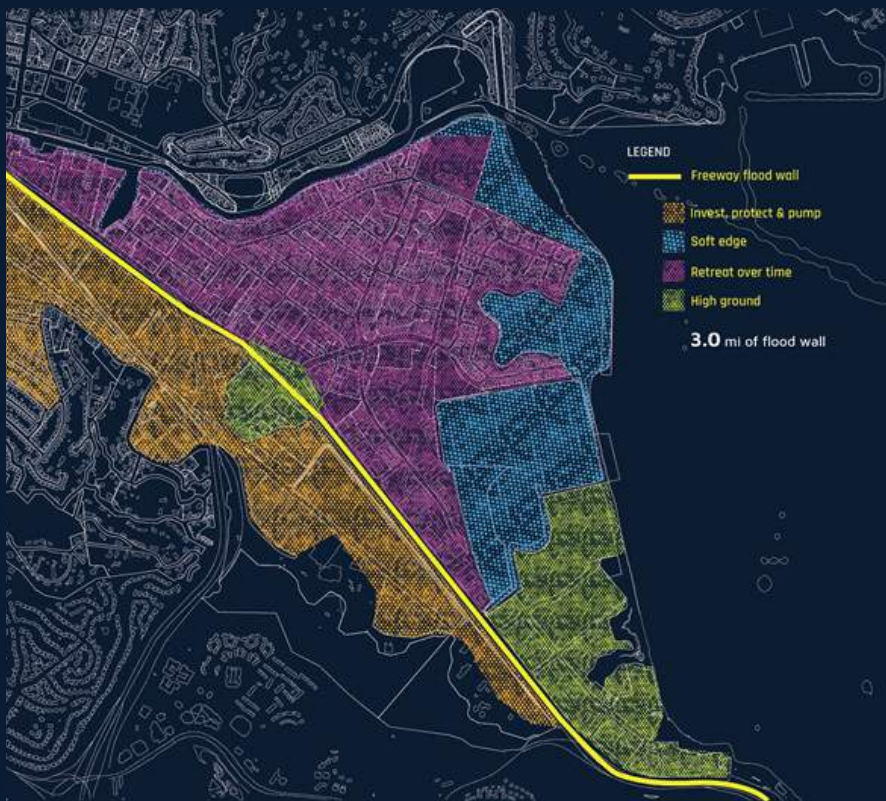 LEGEND
Freeway flood wall
Invest, protect & pump
Soft edge
Retreat over time
High ground
3.0 mi of flood wall